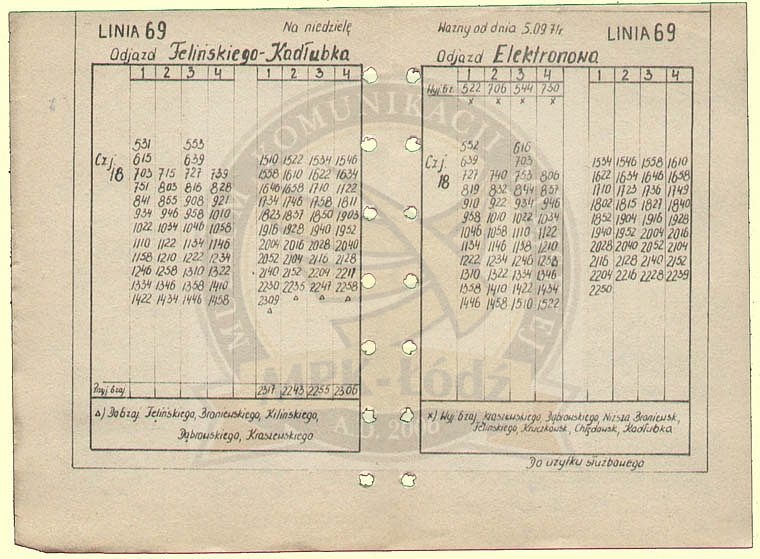 LINIA 69 Na niedzielę
Odjazd Felińskiego-Kadłubka
1 2 3 4 1 2 3 4
531 553
Cz j. 615 639 1510 1522 1534 1546
18 703 715 727 739 1558 1610 1622 1634
751 803 816 828 1646 1658 1710 1722
841 855 908 921 1734 1746 1758 1811
934 946 958 1010 1823 1837 1850 1903
1022 1034 1046 1058 1916 1928 1940 1952
1110 1122 1134 1146 2004 2016 2028 2040
1158 1210 1222 1234 2052 2104 2116 2128
1246 1258 1310 1322 2140 2152 2204 2217
1334 1346 1358 1410 2230 2235 2247 2258
1422 1434 1446 1458 2309 Δ Δ Δ
Δ
Przyj. 6zaj. 2317 2243 2255 2306
Δ) Do 6zaj. Felińskiego, Broniewskiego, Kilińskiego,
Dąbrowskiego, Kraszewskiego
Ważny od dnia 5.09.71r LINIA 69
Odjazd Elektronowa
1 2 3 4 1 2 3 4
Wyj. 6z. 522 706 544 730
x x x x
552 616
Cz j. 639 703 1534 1546 1558 1610
18 727 740 753 806 1622 1634 1646 1658
819 832 844 857 1710 1723 1736 1749
910 922 934 946 1802 1815 1827 1840
958 1010 1022 1034 1852 1904 1916 1928
1046 1058 1110 1122 1940 1952 2004 2016
1134 1146 1158 1210 2028 2040 2052 2104
1222 1234 1246 1258 2116 2128 2140 2152
1310 1322 1334 1346 2204 2216 2228 2239
1358 1410 1422 1434 2250
1446 1458 1510 1522
x) Wyj. 6zaj. Kraszewskiego, Dąbrowskiego, Niższa, Broniewsk.,
Felińskiego, Kruczkowsk., Chłędowsk., Kadłubka
Do użytku służbowego
MPK-Łódź